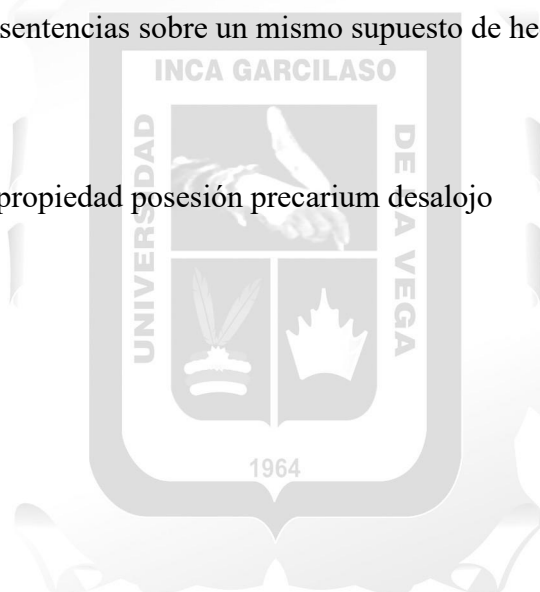 sentencias sobre un mismo supuesto de he
INCA GARCILASO
UNIVERSIDAD
DE LA VEGA
propiedad posesión precarium desalojo
1964